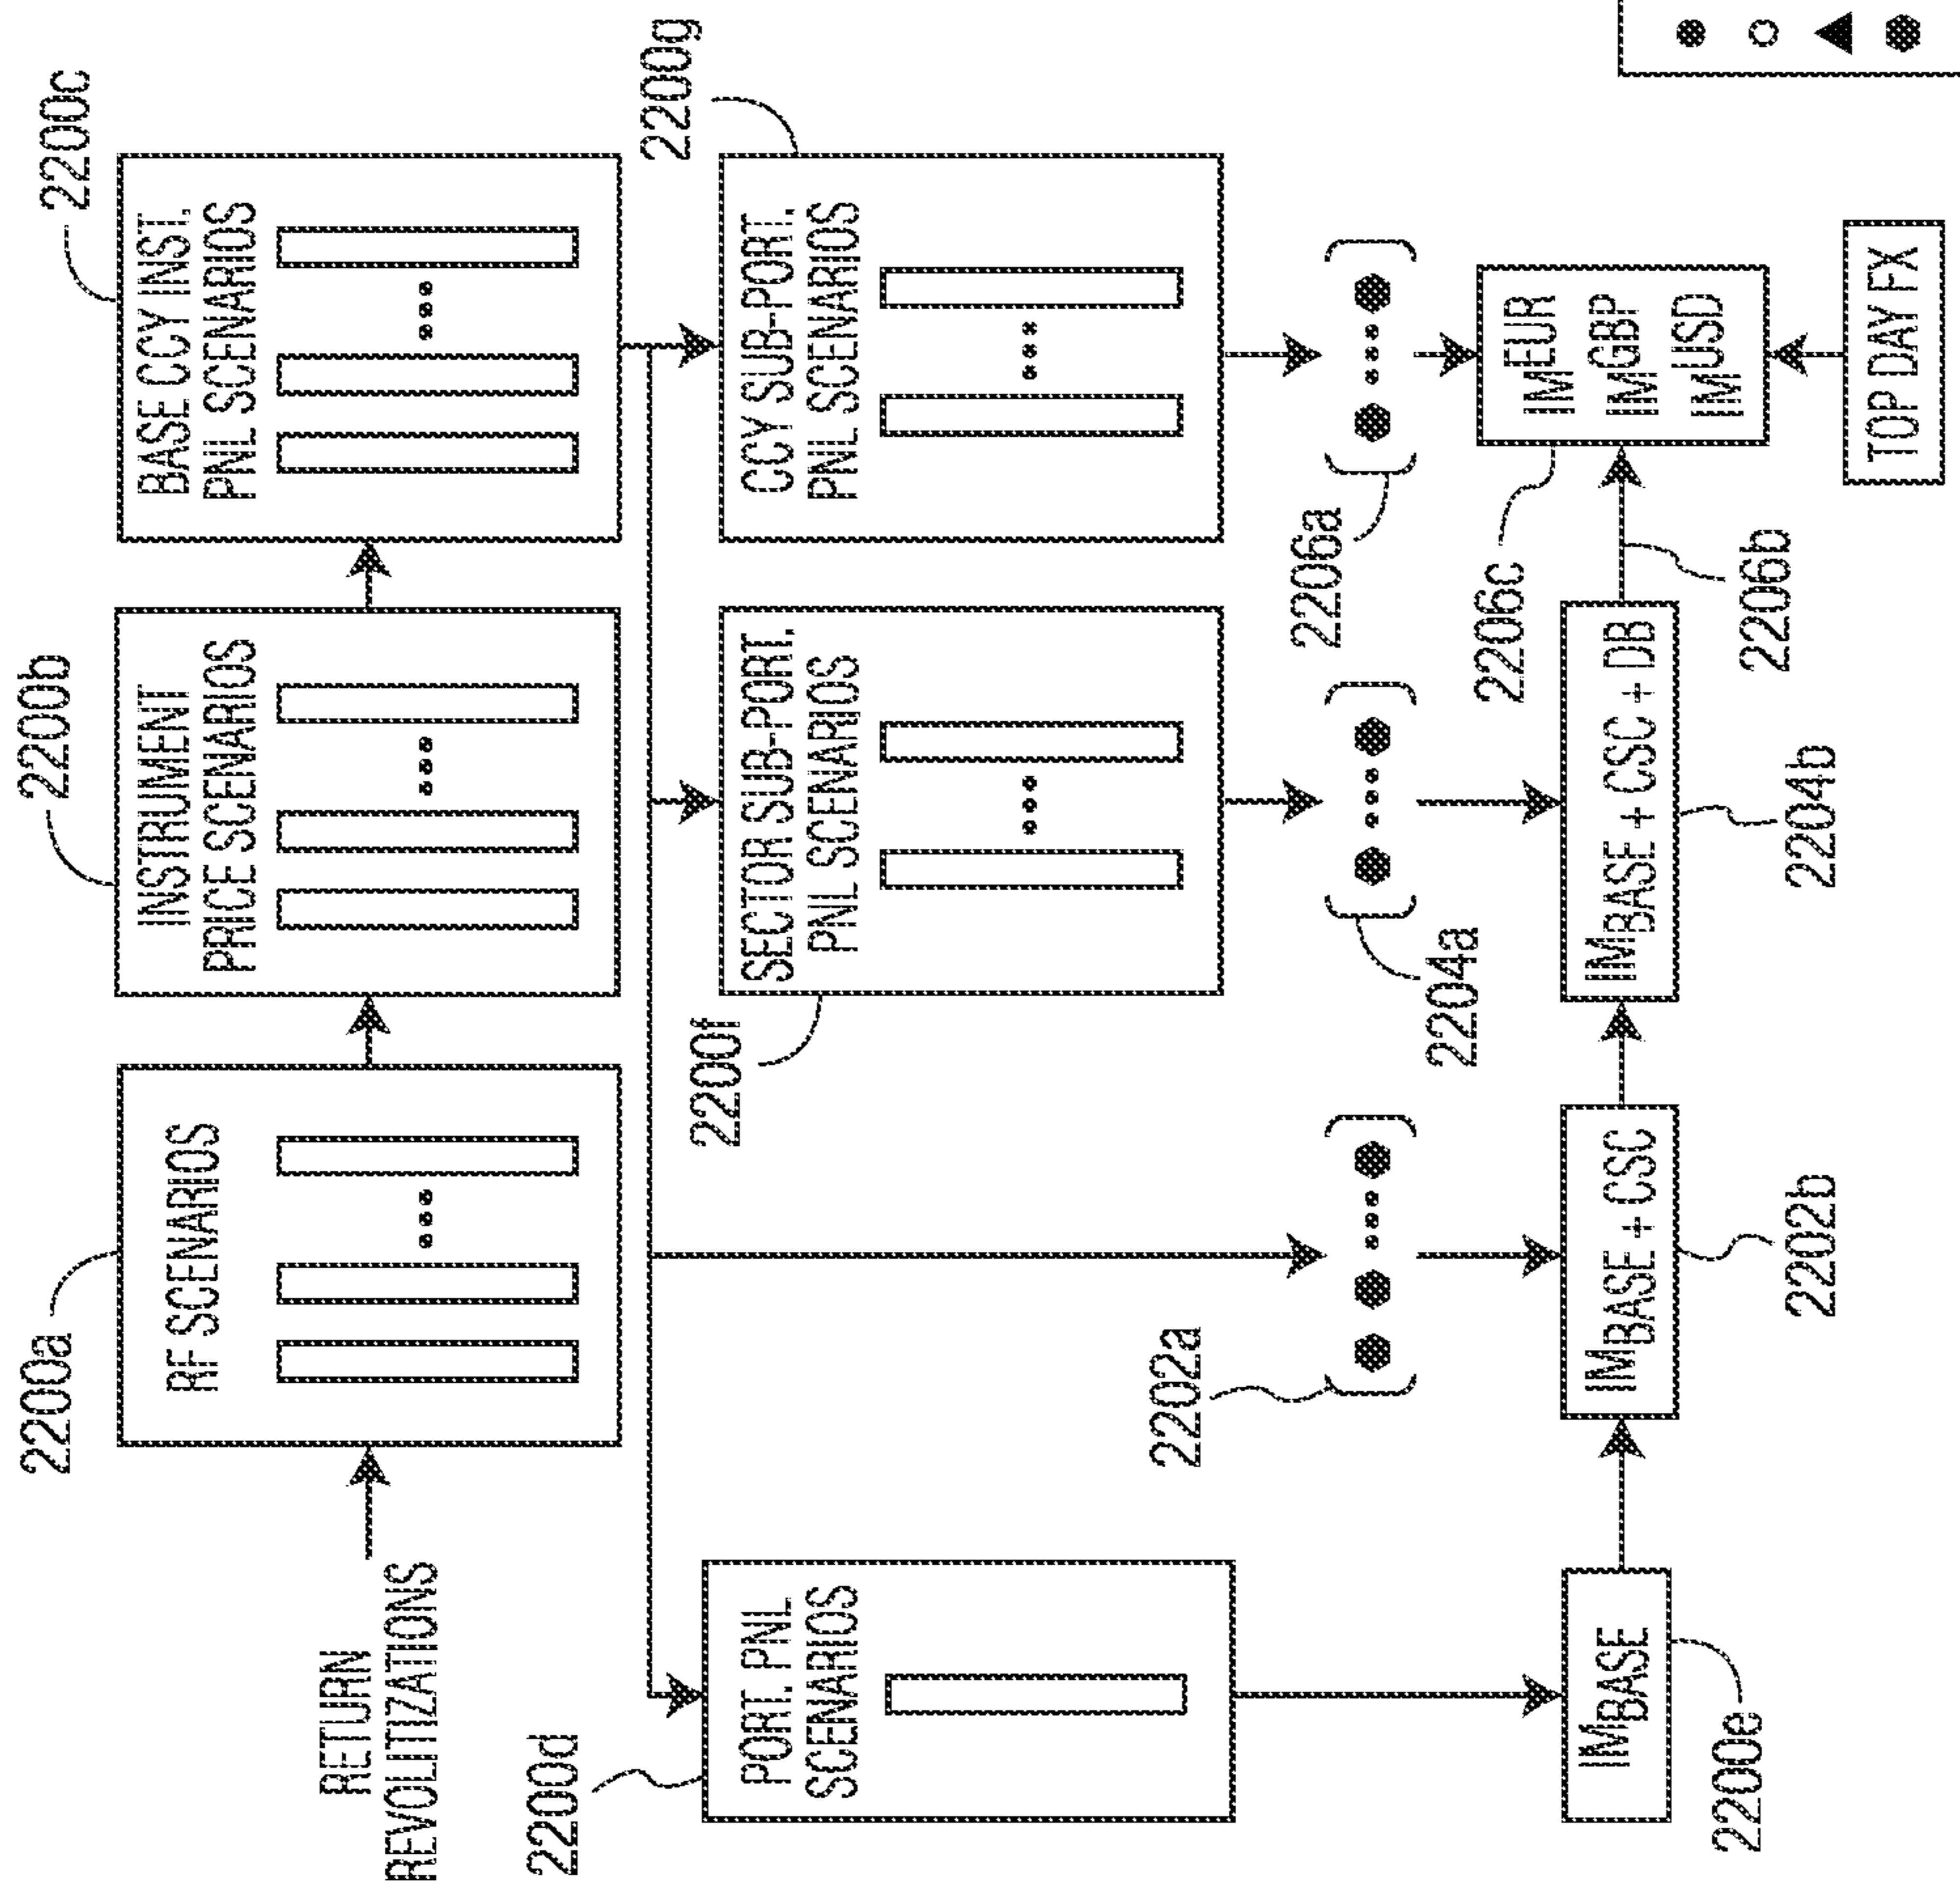 2200a
2200b
2200c
RETURN
REVOLITIZATIONS
RF SCENARIOS
INSTRUMENT
PRICE SCENARIOS
BASE CCY INST.
PNL SCENARIOS
2200d
2200f
2200g
PORT. PNL
SCENARIOS
SECTOR SUB-PORT.
PNL SCENARIOS
CCY SUB-PORT.
PNL SCENARIOS
2202a
2204a
2206a
2206c
IMBASE
IMBASE + CSC
IMBASE + CSC + DB
IMEUR
IMGBP
IMUSD
2200e
2202b
2204b
2206b
TOP DAY FX